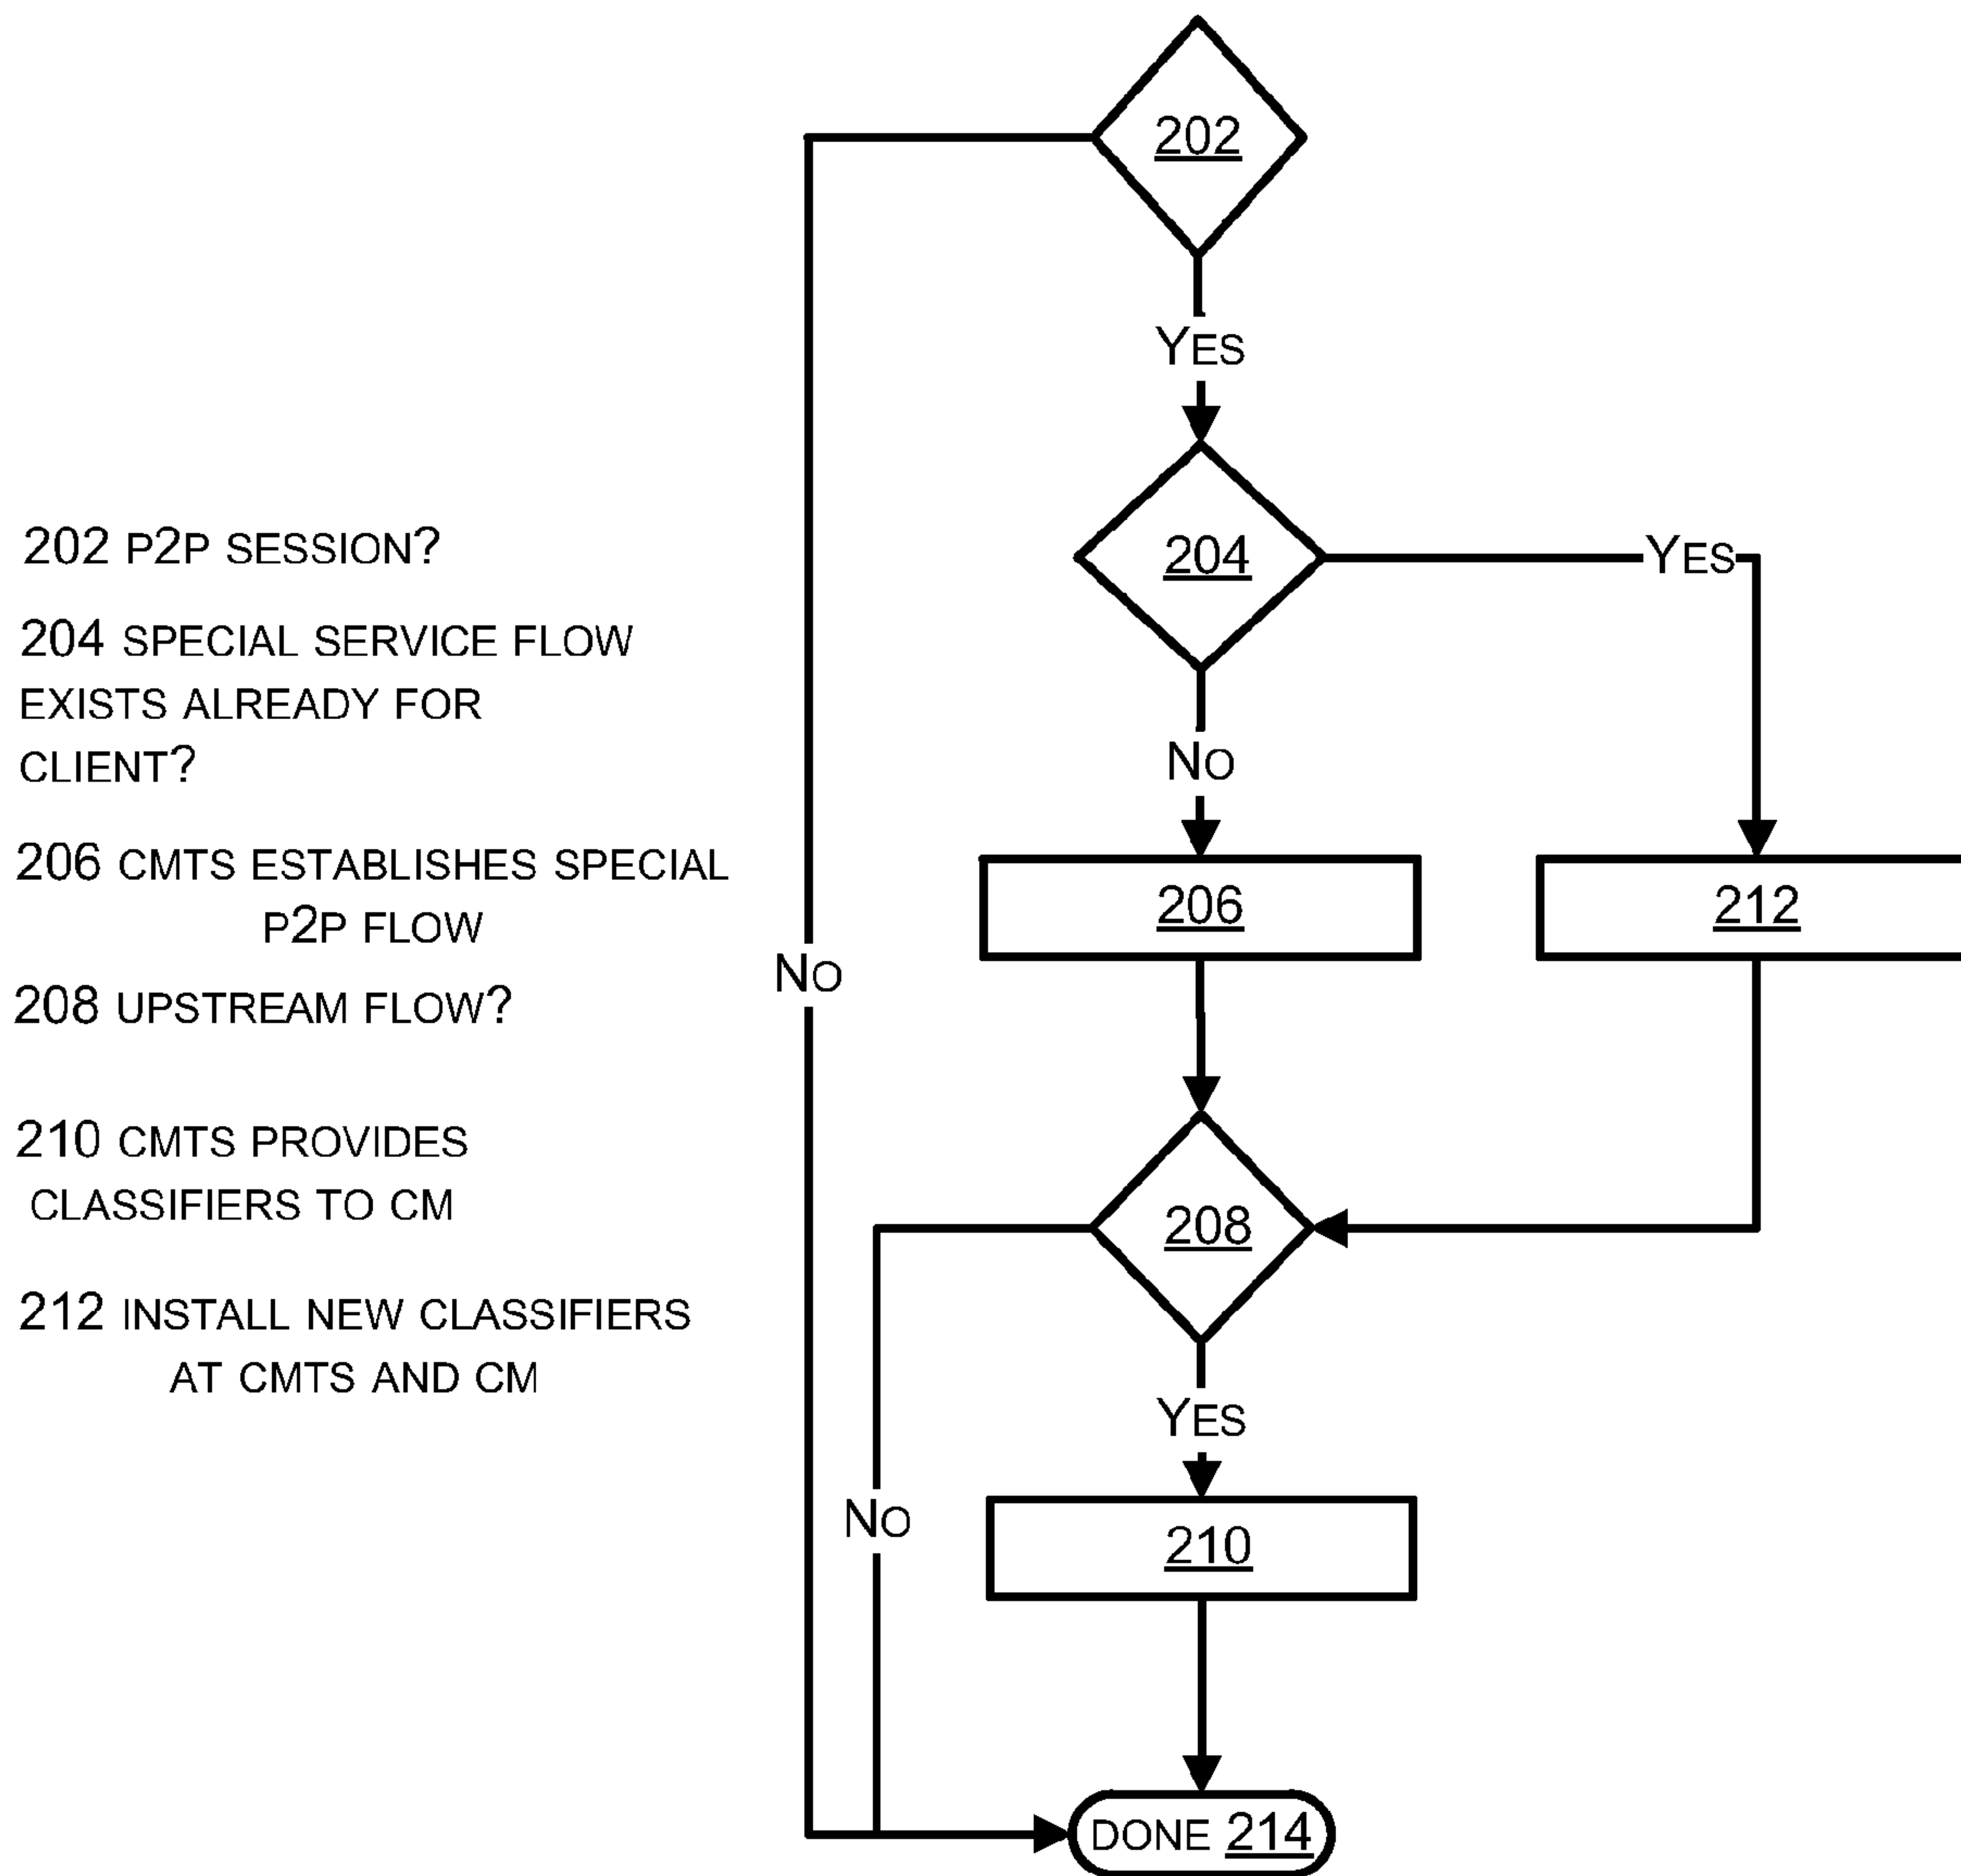 202 P2P SESSION?
204 SPECIAL SERVICE FLOW
EXISTS ALREADY FOR
CLIENT?
206 CMTS ESTABLISHES SPECIAL
P2P FLOW
208 UPSTREAM FLOW?
210 CMTS PROVIDES
CLASSIFIERS TO CM
212 INSTALL NEW CLASSIFIERS
AT CMTS AND CM
202
YES
204
YES
NO
206
212
NO
208
YES
NO
210
DONE 214